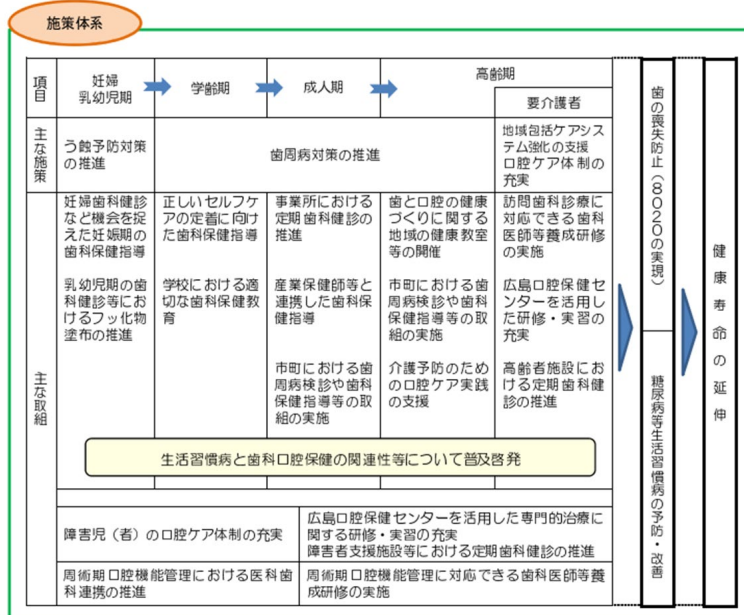 施策体系
項目
妊婦
乳幼児期
学齢期
成人期
高齢期
要介護者
主な施策
う蝕予防対策
の推進
歯周病対策の推進
地域包括ケアシス
テム強化の支援
口腔ケア体制の
充実
主な取組
妊婦歯科健診
など機会を捉
えた妊娠期の
歯科保健指導
乳幼児期の歯
科健診等にお
けるフッ化物
塗布の推進
正しいセルフケ
アの定着に向け
た歯科保健指導
学校における適
切な歯科保健教
育
事業所における
定期歯科健診の
推進
産業保健師等と
連携した歯科保
健指導
市町における歯
周病検診や歯科
保健指導等の取
組の実施
歯と口腔の健康
づくりに関する
地域の健康教室
等の開催
市町における歯
周病検診や歯科
保健指導等の取
組の実施
介護予防のため
の口腔ケア実践
の支援
訪問歯科診療に
対応できる歯科
医師等養成研修
の実施
広島口腔保健セ
ンターを活用し
た研修・実習の
充実
高齢者施設にお
ける定期歯科健
診の推進
生活習慣病と歯科口腔保健の関連性等について普及啓発
障害児（者）の口腔ケア体制の充実
広島口腔保健センターを活用した専門的治療に
関する研修・実習の充実
障害者支援施設等における定期歯科健診の推進
周術期口腔機能管理における医科歯
科連携の推進
周術期口腔機能管理に対応できる歯科医師等養
成研修の実施
歯の喪失防止（８０２０の実現）
糖尿病等生活習慣病の予防・改善
健康寿命の延伸